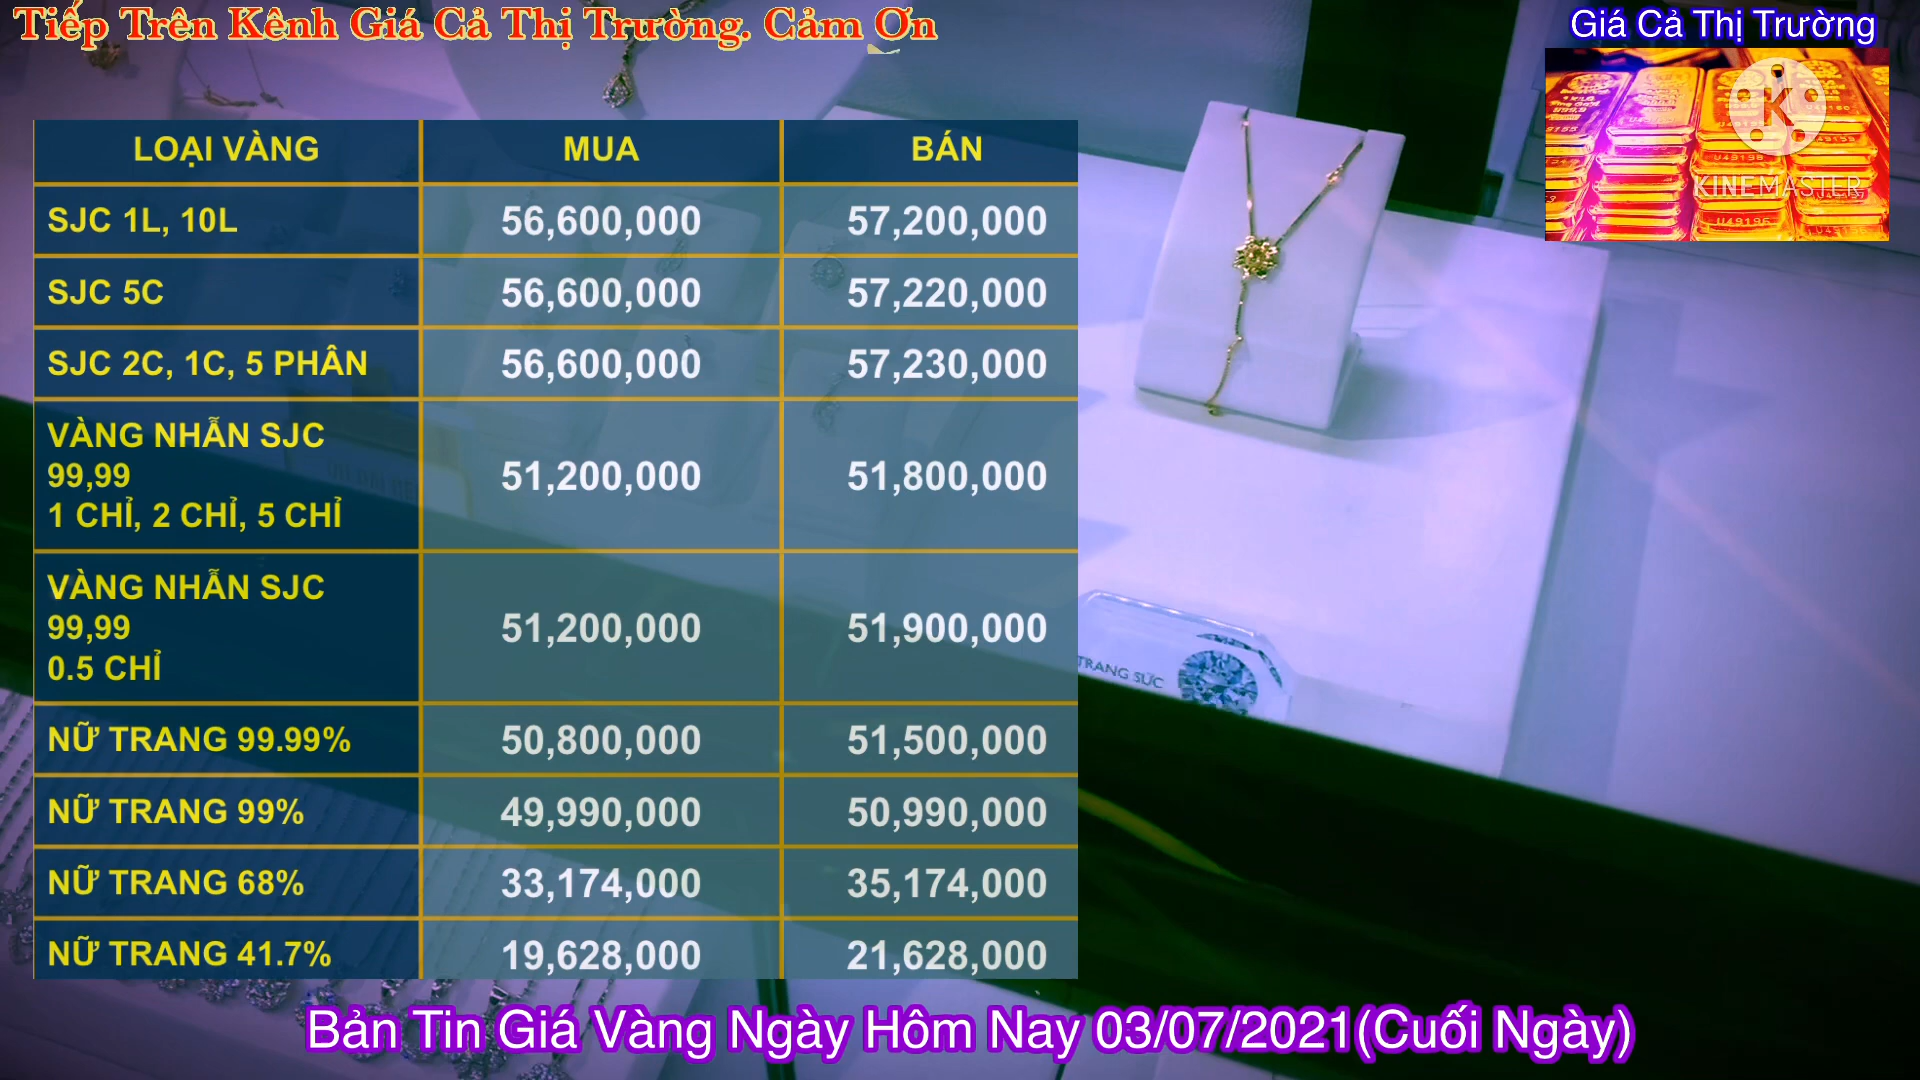 Tiếp Trên Kênh Giá Cả Thị Trường. Cảm Ơn
Giá Cả Thị Trường
KINEMASTER
LOẠI VÀNG MUA BÁN
SJC 1L, 10L 56,600,000 57,200,000
SJC 5C 56,600,000 57,220,000
SJC 2C, 1C, 5 PHÂN 56,600,000 57,230,000
VÀNG NHẪN SJC
99,99
1 CHỈ, 2 CHỈ, 5 CHỈ 51,200,000 51,800,000
VÀNG NHẪN SJC
99,99
0.5 CHỈ 51,200,000 51,900,000
NỮ TRANG 99.99% 50,800,000 51,500,000
NỮ TRANG 99% 49,990,000 50,990,000
NỮ TRANG 68% 33,174,000 35,174,000
NỮ TRANG 41.7% 19,628,000 21,628,000
TRANG SỨC
Bản Tin Giá Vàng Ngày Hôm Nay 03/07/2021(Cuối Ngày)